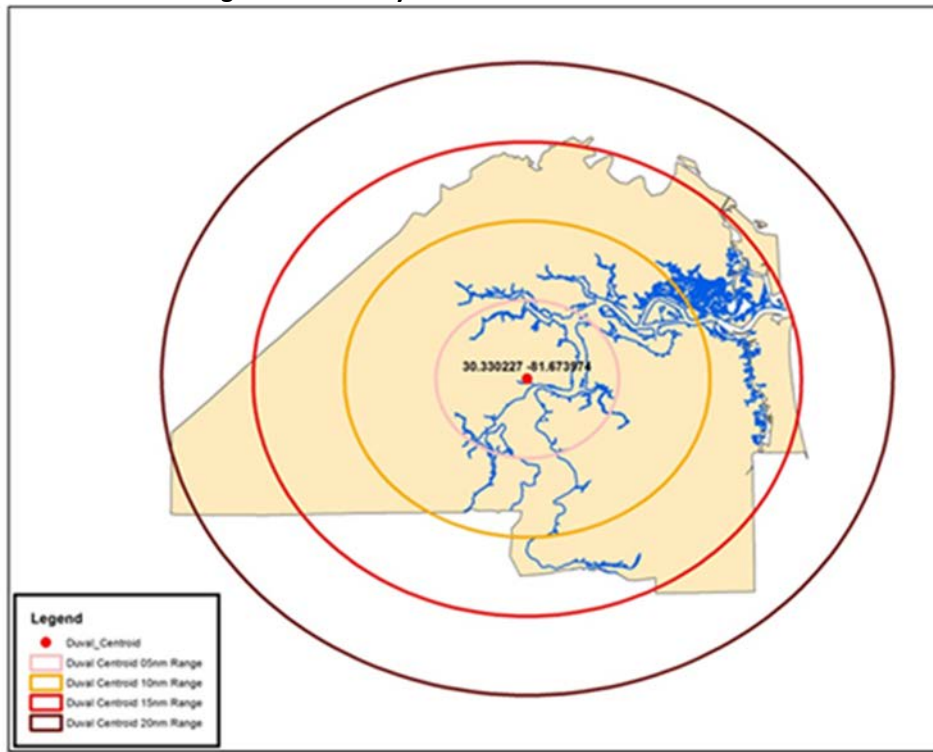 30.330227 -81.673974
Legend
Duval_Centroid
Duval Centroid 05nm Range
Duval Centroid 10nm Range
Duval Centroid 15nm Range
Duval Centroid 20nm Range